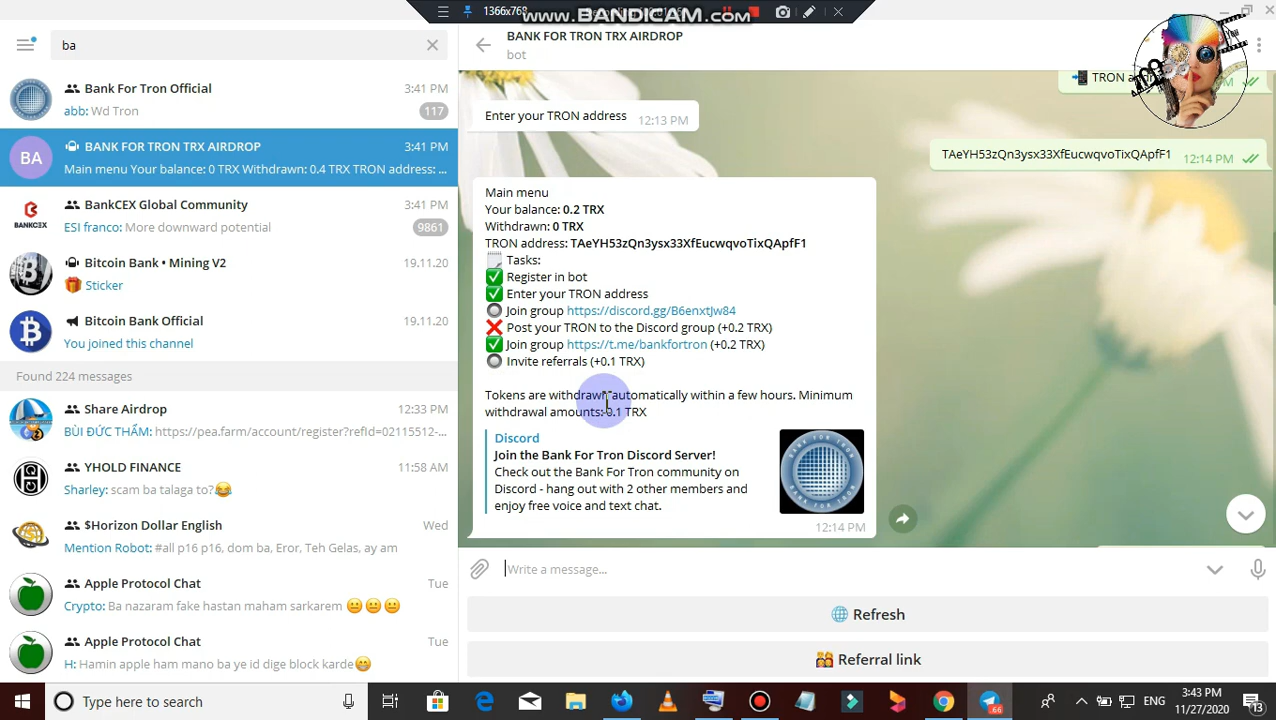 1366x768
www.BANDICAM.com
ba
Bank For Tron Official
3:41 PM
abb: Wd Tron
117
BA
BANK FOR TRON TRX AIRDROP
3:41 PM
Main menu Your balance: 0 TRX Withdrawn: 0.4 TRX TRON address: ...
BankCEX Global Community
3:41 PM
BANKCEX
ESI franco: More downward potential
9861
Bitcoin Bank • Mining V2
19.11.20
🎁 Sticker
Bitcoin Bank Official
19.11.20
You joined this channel
Found 224 messages
Share Airdrop
12:33 PM
BÙI ĐỨC THẤM: https://pea.farm/account/register?refId=02115512-...
YHOLD FINANCE
11:58 AM
Sharley: scam ba talaga to?😂
$Horizon Dollar English
Wed
Mention Robot: #all p16 p16, dom ba, Eror, Teh Gelas, ay am
Apple Protocol Chat
Tue
Crypto: Ba nazaram fake hastan maham sarkarem 😐😐😐
Apple Protocol Chat
Tue
H: Hamin apple ham mano ba ye id dige block karde😁
BANK FOR TRON TRX AIRDROP
bot
Enter your TRON address
12:13 PM
TAeYH53zQn3ysx33XfEucwqvoTixQApfF1
12:14 PM
Main menu
Your balance: 0.2 TRX
Withdrawn: 0 TRX
TRON address: TAeYH53zQn3ysx33XfEucwqvoTixQApfF1
🗒 Tasks:
✅ Register in bot
✅ Enter your TRON address
🔘 Join group https://discord.gg/B6enxtJw84
❌ Post your TRON to the Discord group (+0.2 TRX)
✅ Join group https://t.me/bankfortron (+0.2 TRX)
🔘 Invite referrals (+0.1 TRX)
Tokens are withdrawn automatically within a few hours. Minimum
withdrawal amounts: 0.1 TRX
Discord
Join the Bank For Tron Discord Server!
Check out the Bank For Tron community on
Discord - hang out with 2 other members and
enjoy free voice and text chat.
BANK FOR TRON
12:14 PM
Write a message...
🌐 Refresh
👫 Referral link
Type here to search
66
3:43 PM
11/27/2020
13